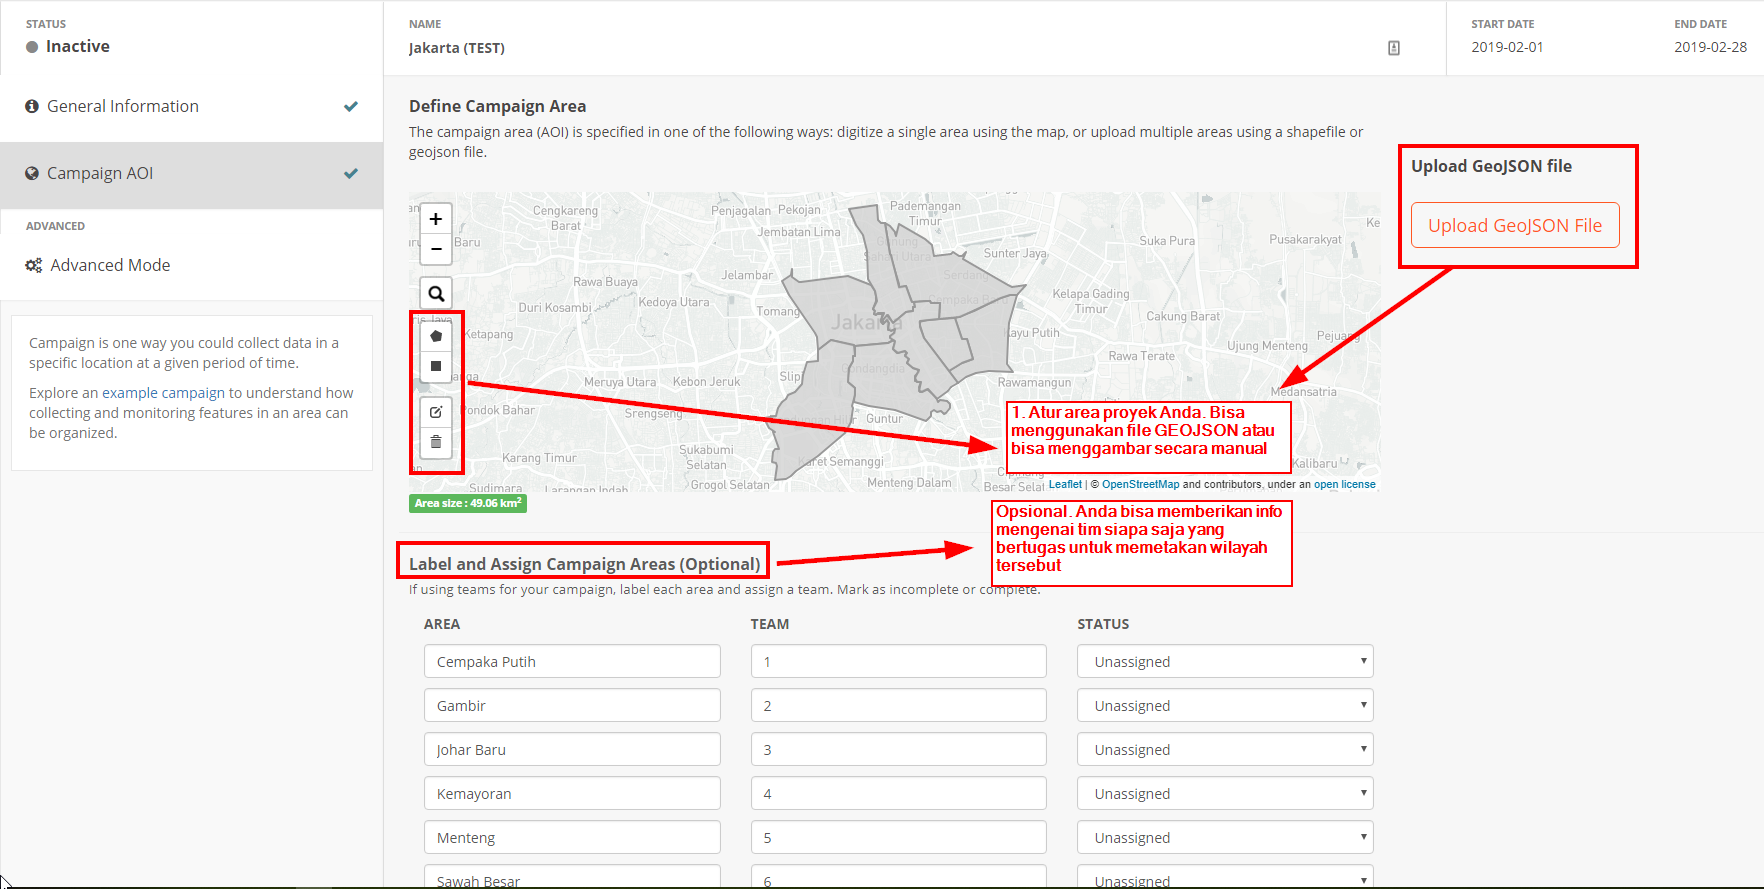 STATUS
Inactive
NAME
Jakarta (TEST)
START DATE
2019-02-01
END DATE
2019-02-28
General Information
Campaign AOI
ADVANCED
Advanced Mode
Campaign is one way you could collect data in a
specific location at a given period of time.
Explore an example campaign to understand how
collecting and monitoring features in an area can
be organized.
Define Campaign Area
The campaign area (AOI) is specified in one of the following ways: digitize a single area using the map, or upload multiple areas using a shapefile or
geojson file.
Upload GeoJSON file
Upload GeoJSON File
+
−
Cengkareng
Barat
Penjagalan
Pekojan
Pademangan
Timur
Jembatan Lima
Baru
Suka Pura
Pusakarakyat
Sunter Jaya
Jelambar
Rawa Buaya
Kedoya Utara
Duri Kosambi
Tomang
Kelapa Gading
Timur
Cakung Barat
Ketapang
Jakarta
Kayu Putih
Ujung Menteng
Rawa Terate
Meruya Utara
Kebon Jeruk
Slipi
Gondangdia
Rawamangun
Medansatria
Pondok Bahar
Srengseng
Guntur
Karang Timur
Sukabumi
Selatan
Karet Semanggi
Kalibaru
Sudimara
Larangan Indah
Grogol Selatan
Menteng Dalam
Besar Selat
1. Atur area proyek Anda. Bisa
menggunakan file GEOJSON atau
bisa menggambar secara manual
Leaflet | © OpenStreetMap and contributors, under an open license
Area size : 49.06 km²
Opsional. Anda bisa memberikan info
mengenai tim siapa saja yang
bertugas untuk memetakan wilayah
tersebut
Label and Assign Campaign Areas (Optional)
If using teams for your campaign, label each area and assign a team. Mark as incomplete or complete.
AREA TEAM STATUS
Cempaka Putih 1 Unassigned
Gambir 2 Unassigned
Johar Baru 3 Unassigned
Kemayoran 4 Unassigned
Menteng 5 Unassigned
Sawah Besar 6 Unassigned